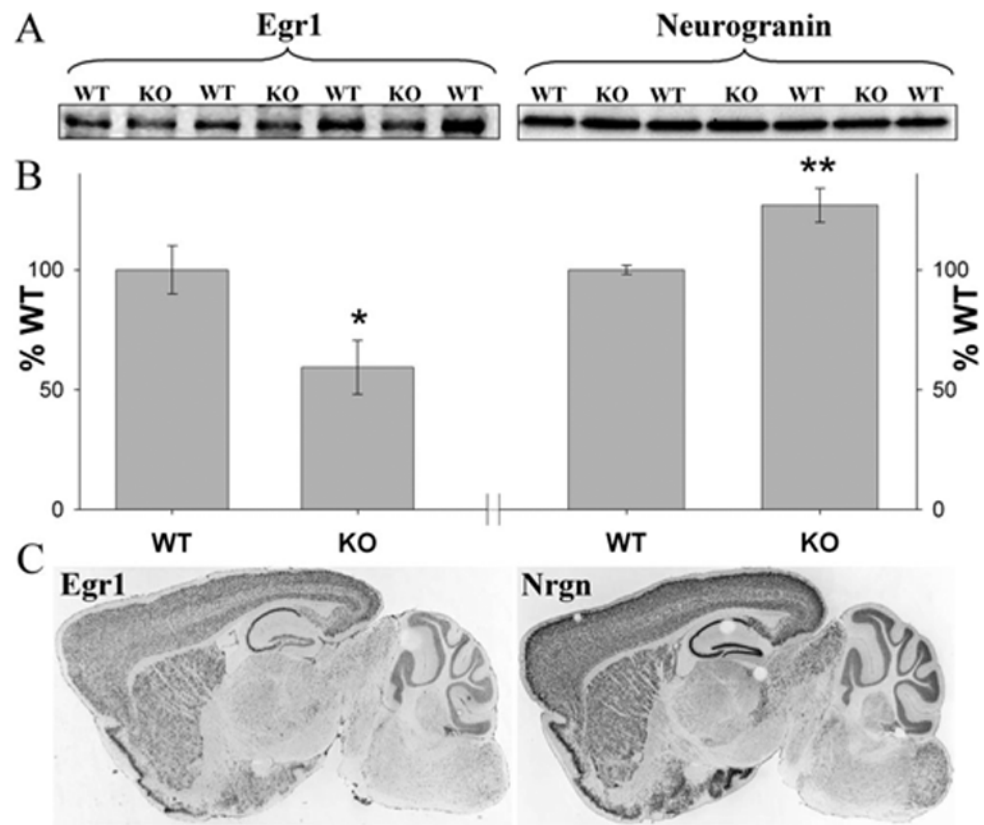 A
Egr1
Neurogranin
WT KO WT KO WT KO WT
WT KO WT KO WT KO WT
B
% WT
100
50
0
*
**
100
50
0
% WT
WT KO
WT KO
C
Egr1
Nrgn